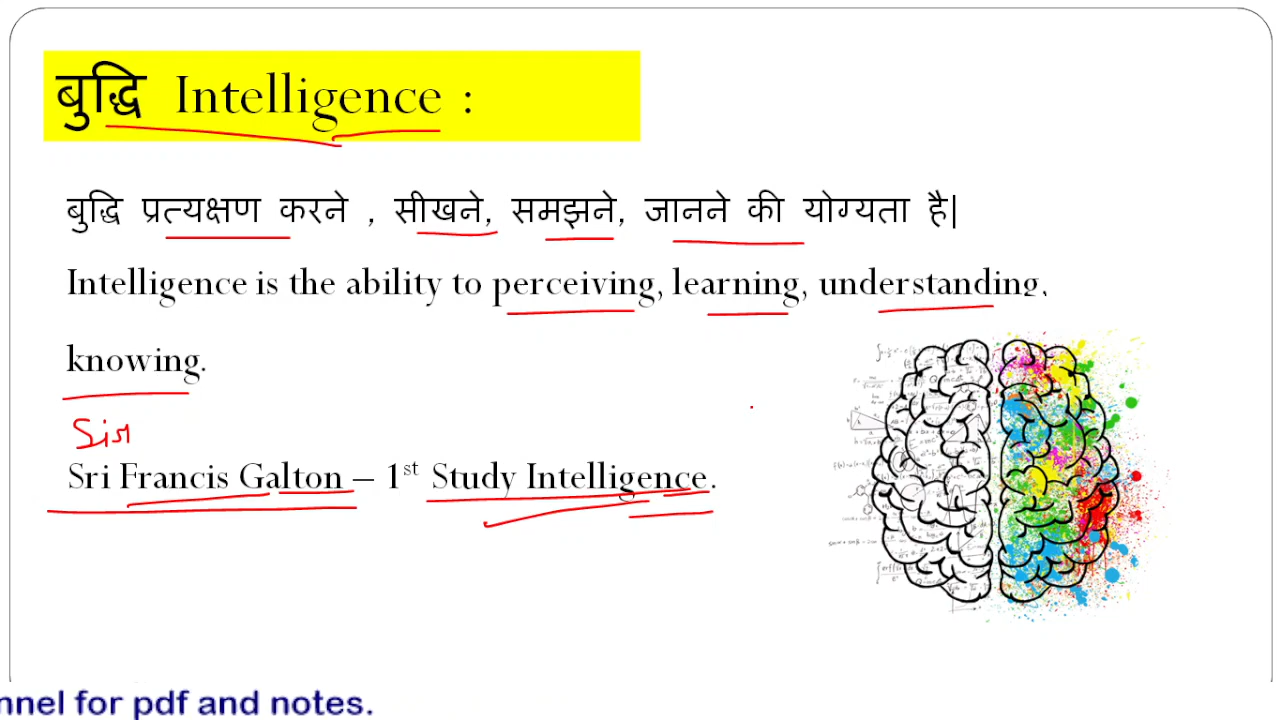 बुद्धि Intelligence :
बुद्धि प्रत्यक्षण करने , सीखने, समझने, जानने की योग्यता है|
Intelligence is the ability to perceiving, learning, understanding,
knowing.
Sir
Sri Francis Galton – 1st Study Intelligence.
nnel for pdf and notes.